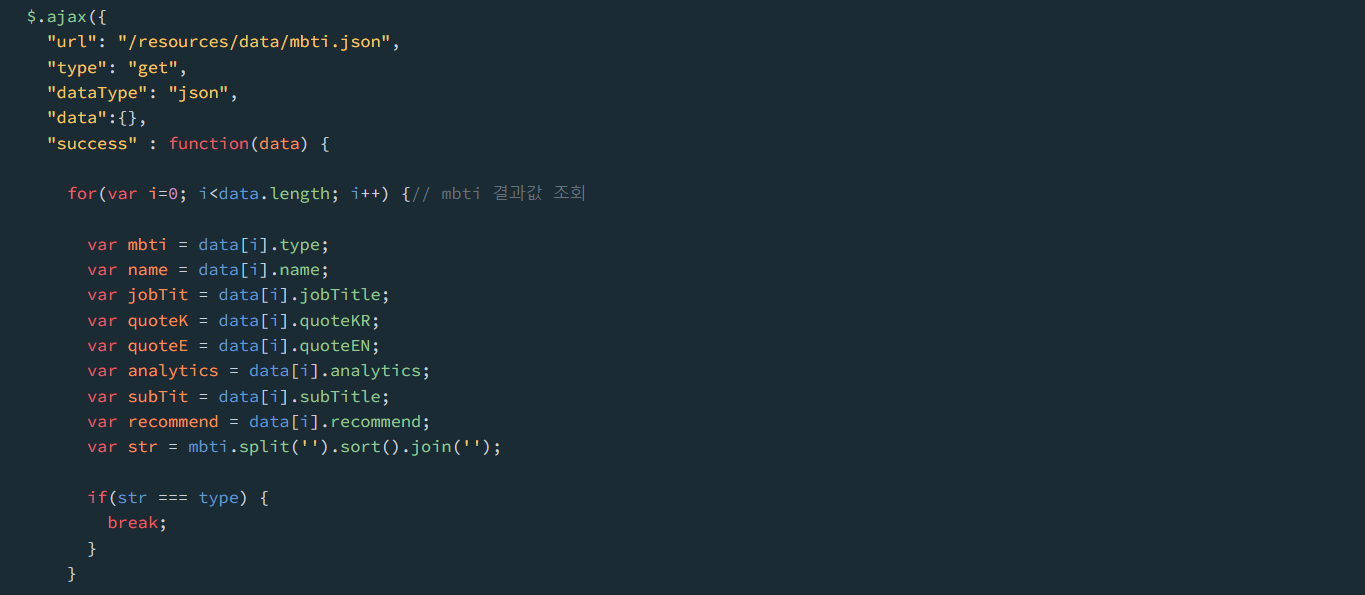 $.ajax({
"url": "/resources/data/mbti.json",
"type": "get",
"dataType": "json",
"data":{},
"success" : function(data) {
for(var i=0; i<data.length; i++) {// mbti 결과값 조회
var mbti = data[i].type;
var name = data[i].name;
var jobTit = data[i].jobTitle;
var quoteK = data[i].quoteKR;
var quoteE = data[i].quoteEN;
var analytics = data[i].analytics;
var subTit = data[i].subTitle;
var recommend = data[i].recommend;
var str = mbti.split('').sort().join('');
if(str === type) {
break;
}
}